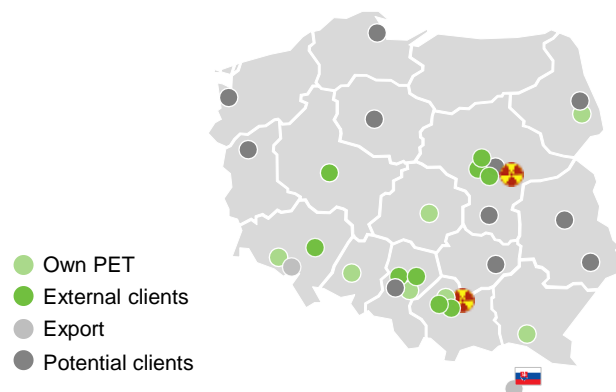 Own PET
External clients
Export
Potential clients